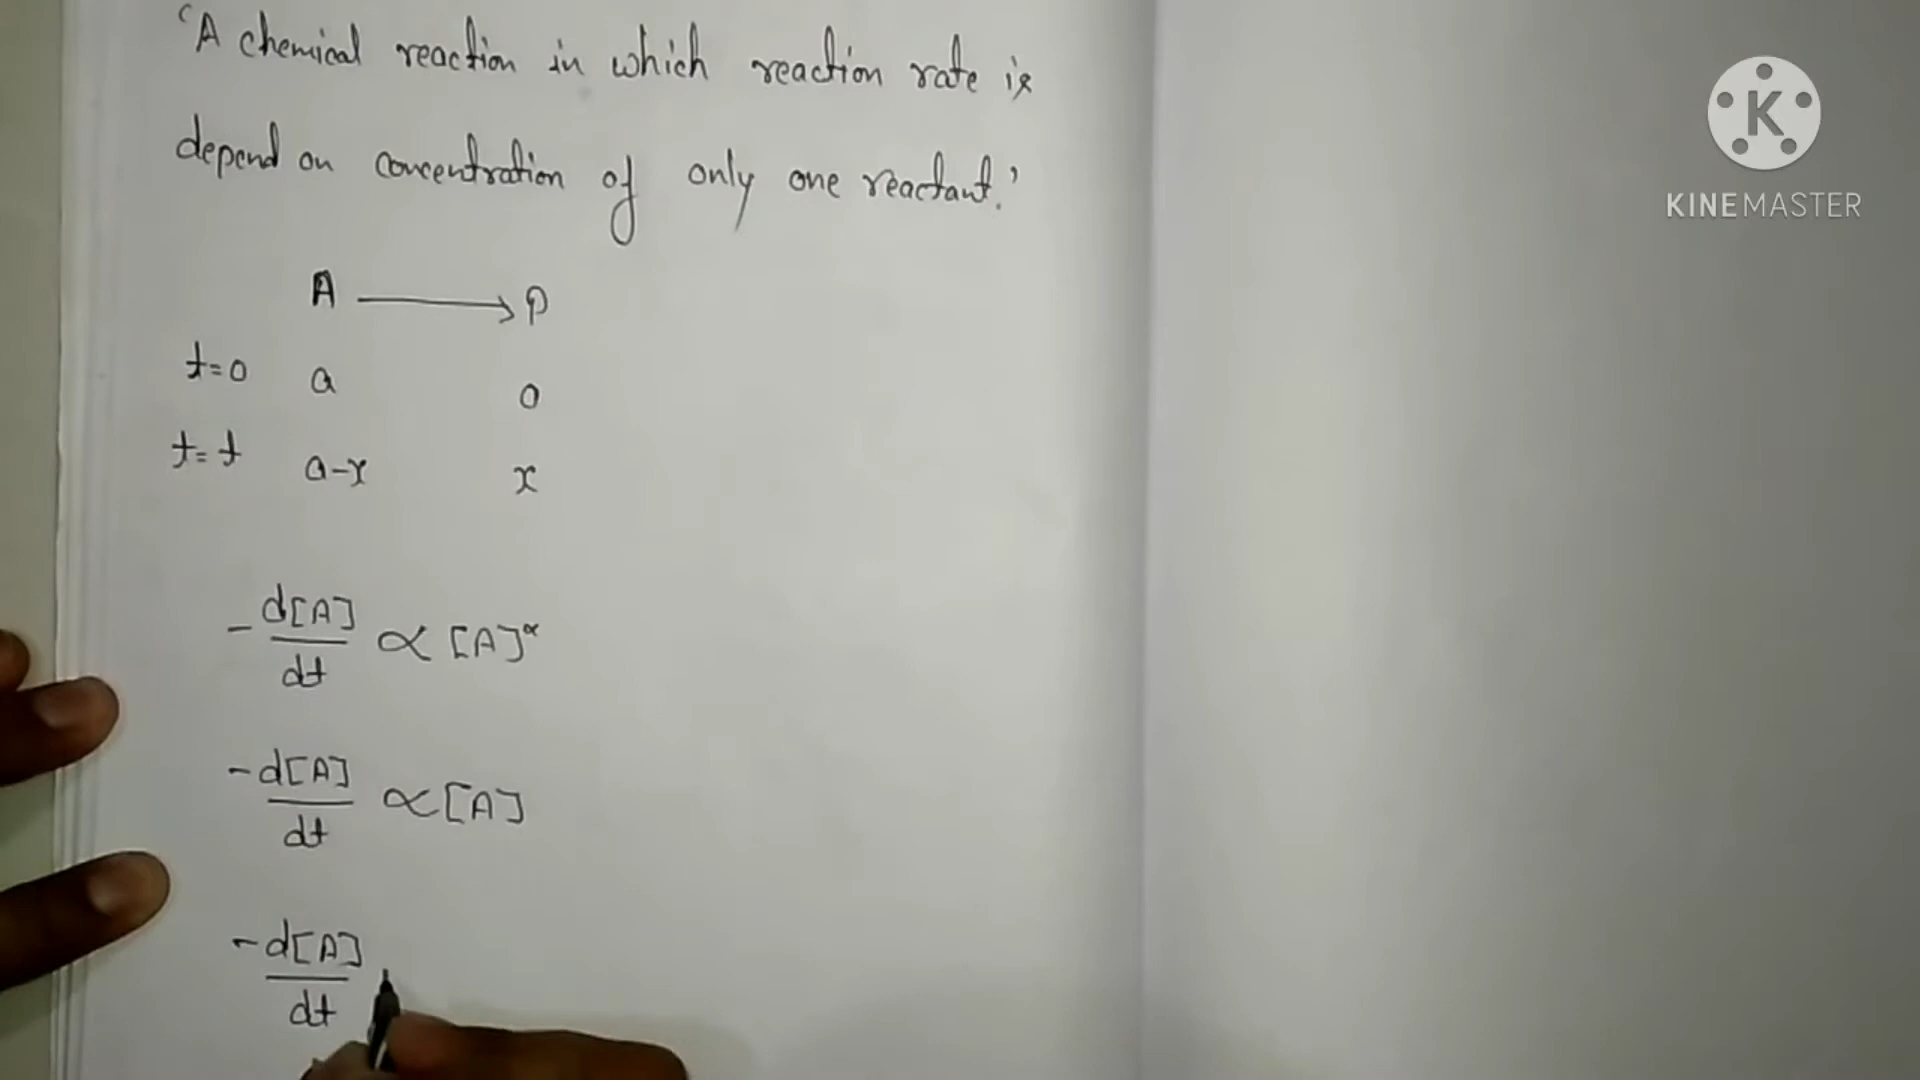 'A chemical reaction in which reaction rate is
depend on concentration of only one reactant.'
A ⟶ P
t=0 a 0
t=t a-x x
-d[A]/dt ∝ [A]^α
-d[A]/dt ∝ [A]
-d[A]/dt
K
KINEMASTER